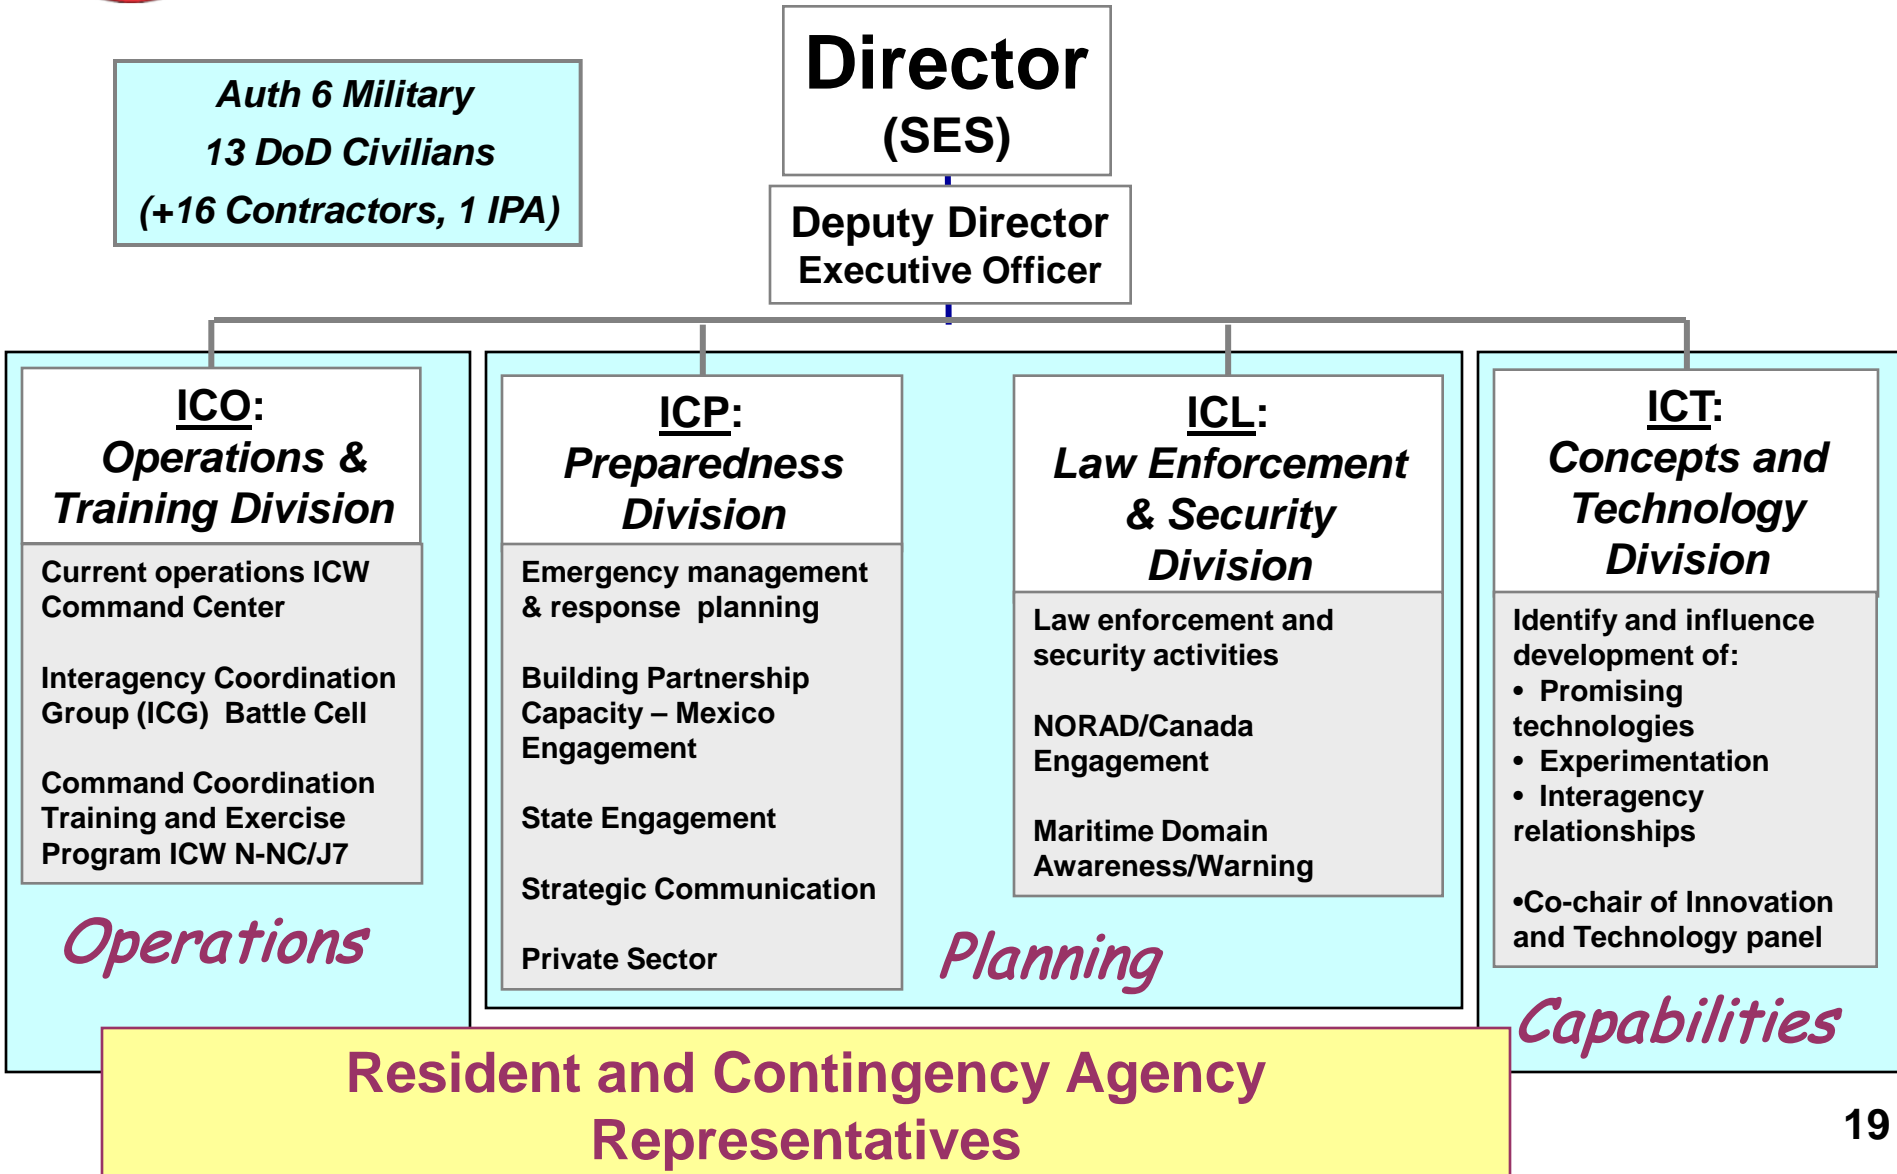 Auth 6 Military
13 DoD Civilians
(+16 Contractors, 1 IPA)
Director
(SES)
Deputy Director
Executive Officer
ICO:
Operations &
Training Division
Current operations ICW
Command Center
Interagency Coordination
Group (ICG)  Battle Cell
Command Coordination
Training and Exercise
Program ICW N-NC/J7
Operations
ICP:
Preparedness
Division
Emergency management
& response  planning
Building Partnership
Capacity – Mexico
Engagement
State Engagement
Strategic Communication
Private Sector
ICL:
Law Enforcement
& Security
Division
Law enforcement and
security activities
NORAD/Canada
Engagement
Maritime Domain
Awareness/Warning
Planning
ICT:
Concepts and
Technology
Division
Identify and influence
development of:
• Promising
technologies
• Experimentation
• Interagency
relationships
•Co-chair of Innovation
and Technology panel
Capabilities
Resident and Contingency Agency
Representatives
19